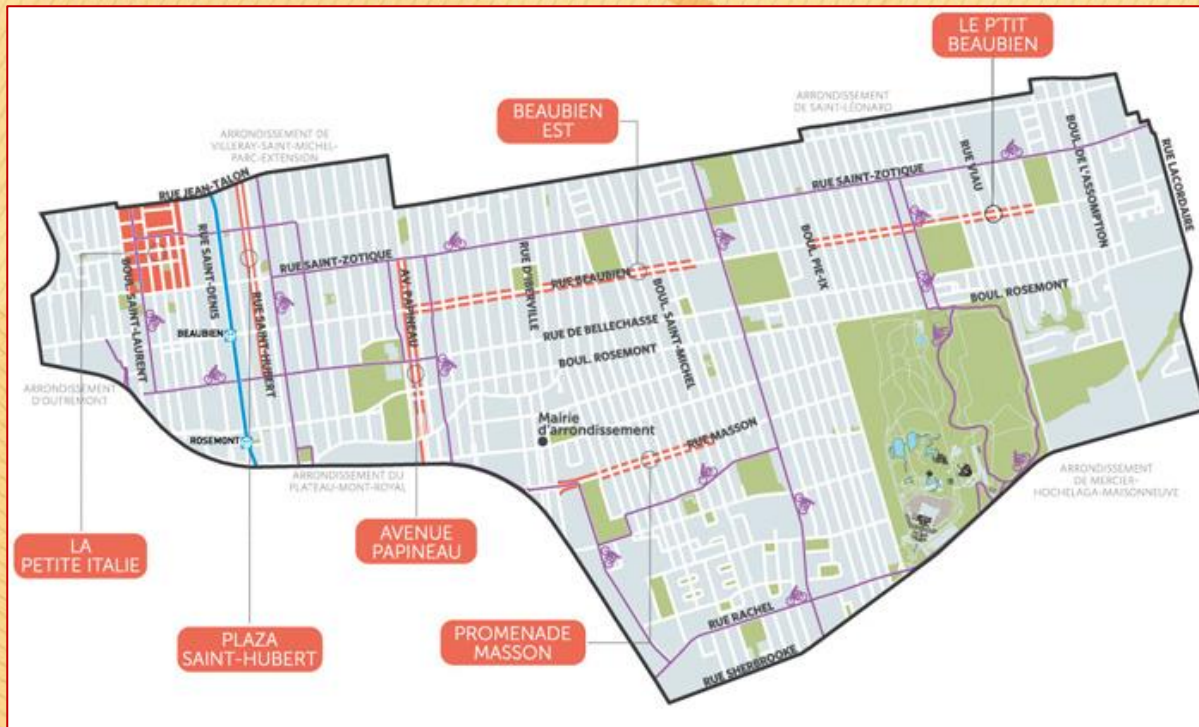 LE P'TIT
BEAUBIEN
ARRONDISSEMENT
DE SAINT-LÉONARD
BEAUBIEN
EST
ARRONDISSEMENT DE
VILLERAY-SAINT-MICHEL-
PARC-EXTENSION
RUE JEAN-TALON
RUE SAINT-ZOTIQUE
RUE VIAU
BOUL. DE L'ASSOMPTION
RUE LACORDAIRE
BOUL. SAINT-LAURENT
RUE SAINT-DENIS
RUE SAINT-HUBERT
RUE SAINT-ZOTIQUE
AV. PAPINEAU
RUE D'IBERVILLE
RUE BEAUBIEN
BOUL. SAINT-MICHEL
BOUL. PIE-IX
BOUL. ROSEMONT
BEAUBIEN
RUE DE BELLECHASSE
BOUL. ROSEMONT
ARRONDISSEMENT
D'OUTREMONT
ROSEMONT
Mairie
d'arrondissement
RUE MASSON
ARRONDISSEMENT DU
PLATEAU-MONT-ROYAL
ARRONDISSEMENT
DE MERCIER-
HOCHELAGA-MAISONNEUVE
LA
PETITE ITALIE
AVENUE
PAPINEAU
PLAZA
SAINT-HUBERT
PROMENADE
MASSON
RUE RACHEL
RUE SHERBROOKE